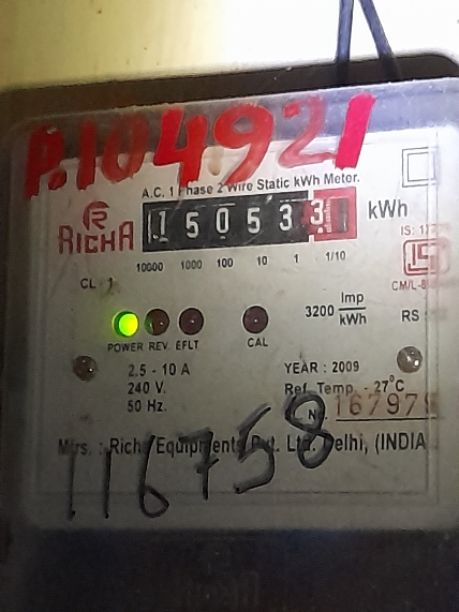 P.104921
A.C. 1 Phase 2 Wire Static kWh Meter.
RICHA 150533 kWh
10000 1000 100 10 1 1/10
CL 1
POWER REV. EFLT CAL
3200 Imp/kWh
RS
2.5 - 10 A
240 V.
50 Hz.
YEAR : 2009
Ref. Temp. - 27°C
Mfrs. : Richa Equipments Pvt. Ltd. Delhi, (INDIA
116758